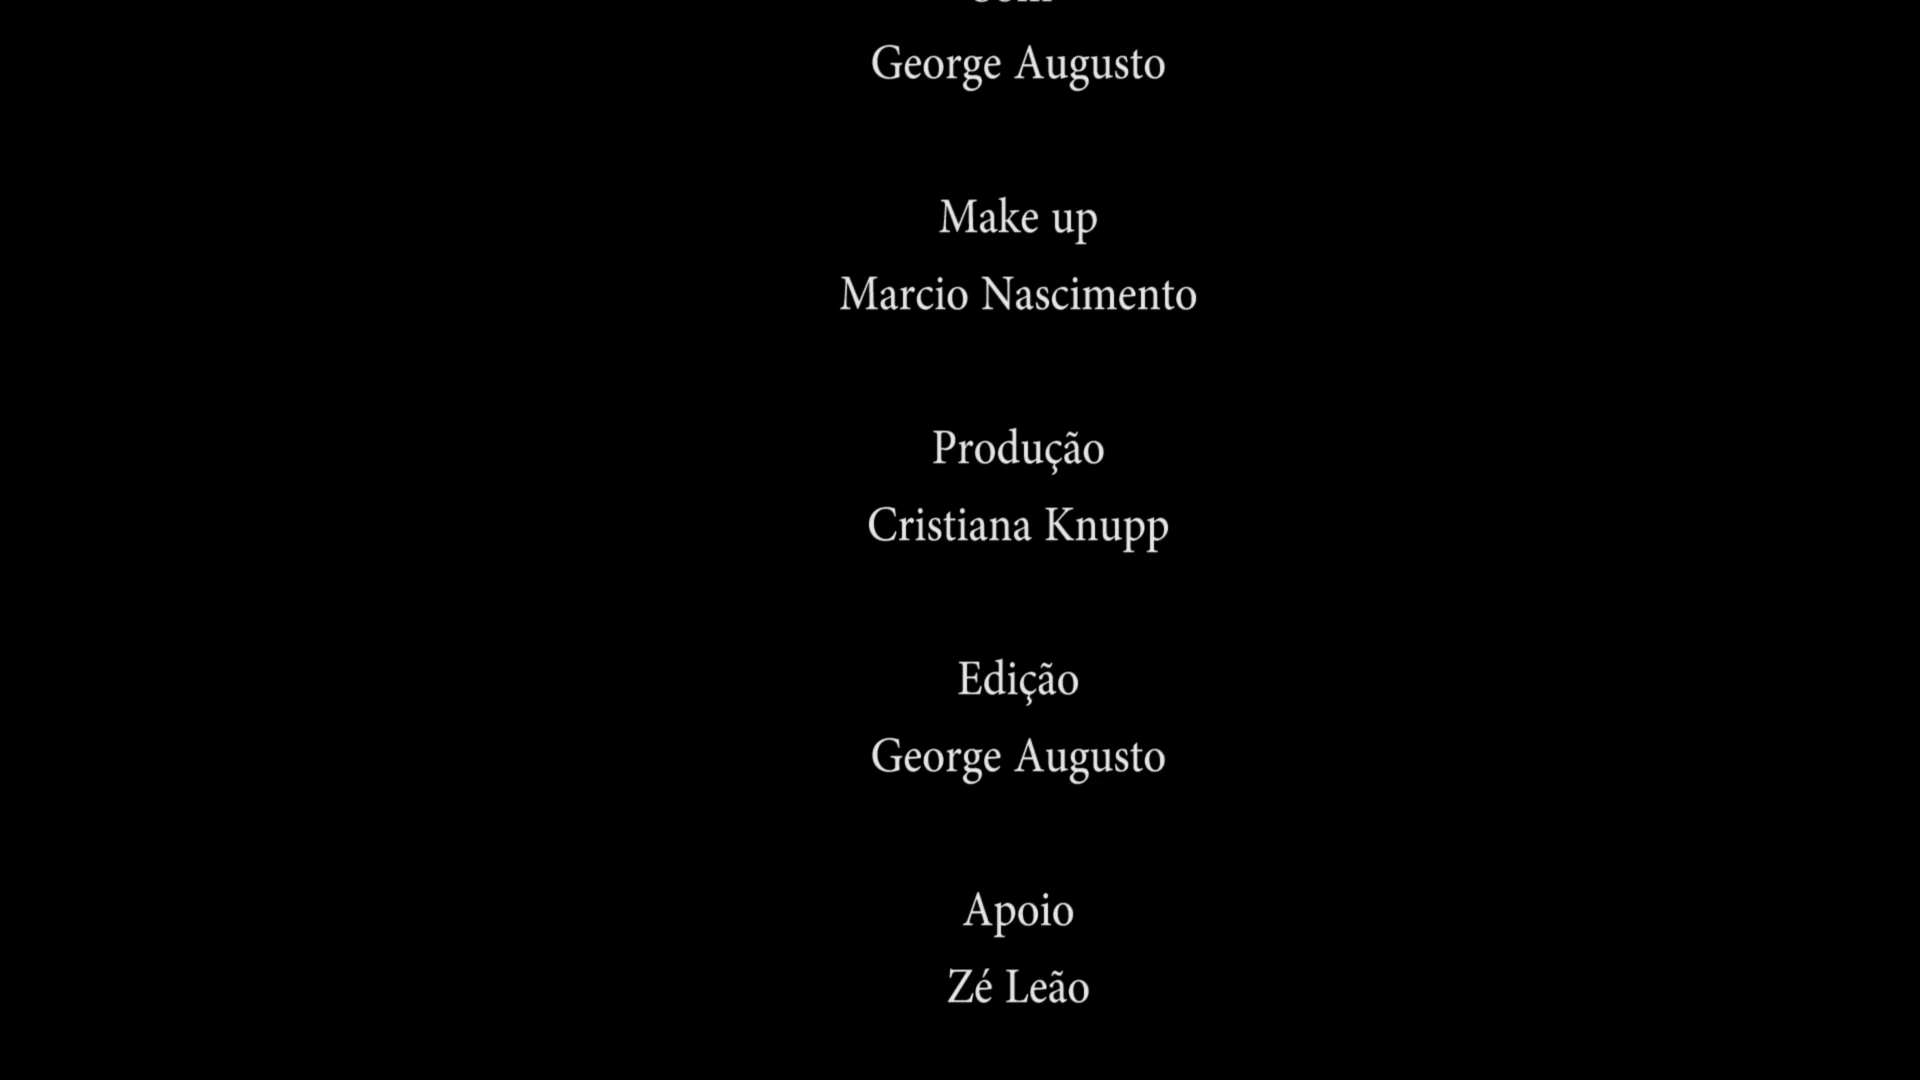 George Augusto
Make up
Marcio Nascimento
Produção
Cristiana Knupp
Edição
George Augusto
Apoio
Zé Leão